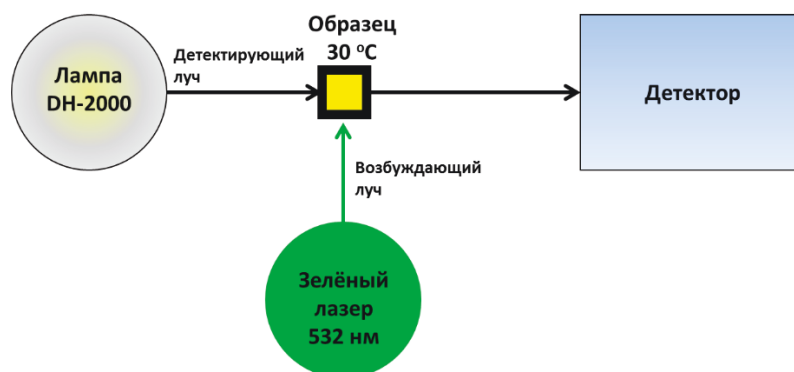 Образец
30 °C
Детектирующий
луч
Лампа
DH-2000
Детектор
Возбуждающий
луч
Зелёный
лазер
532 нм